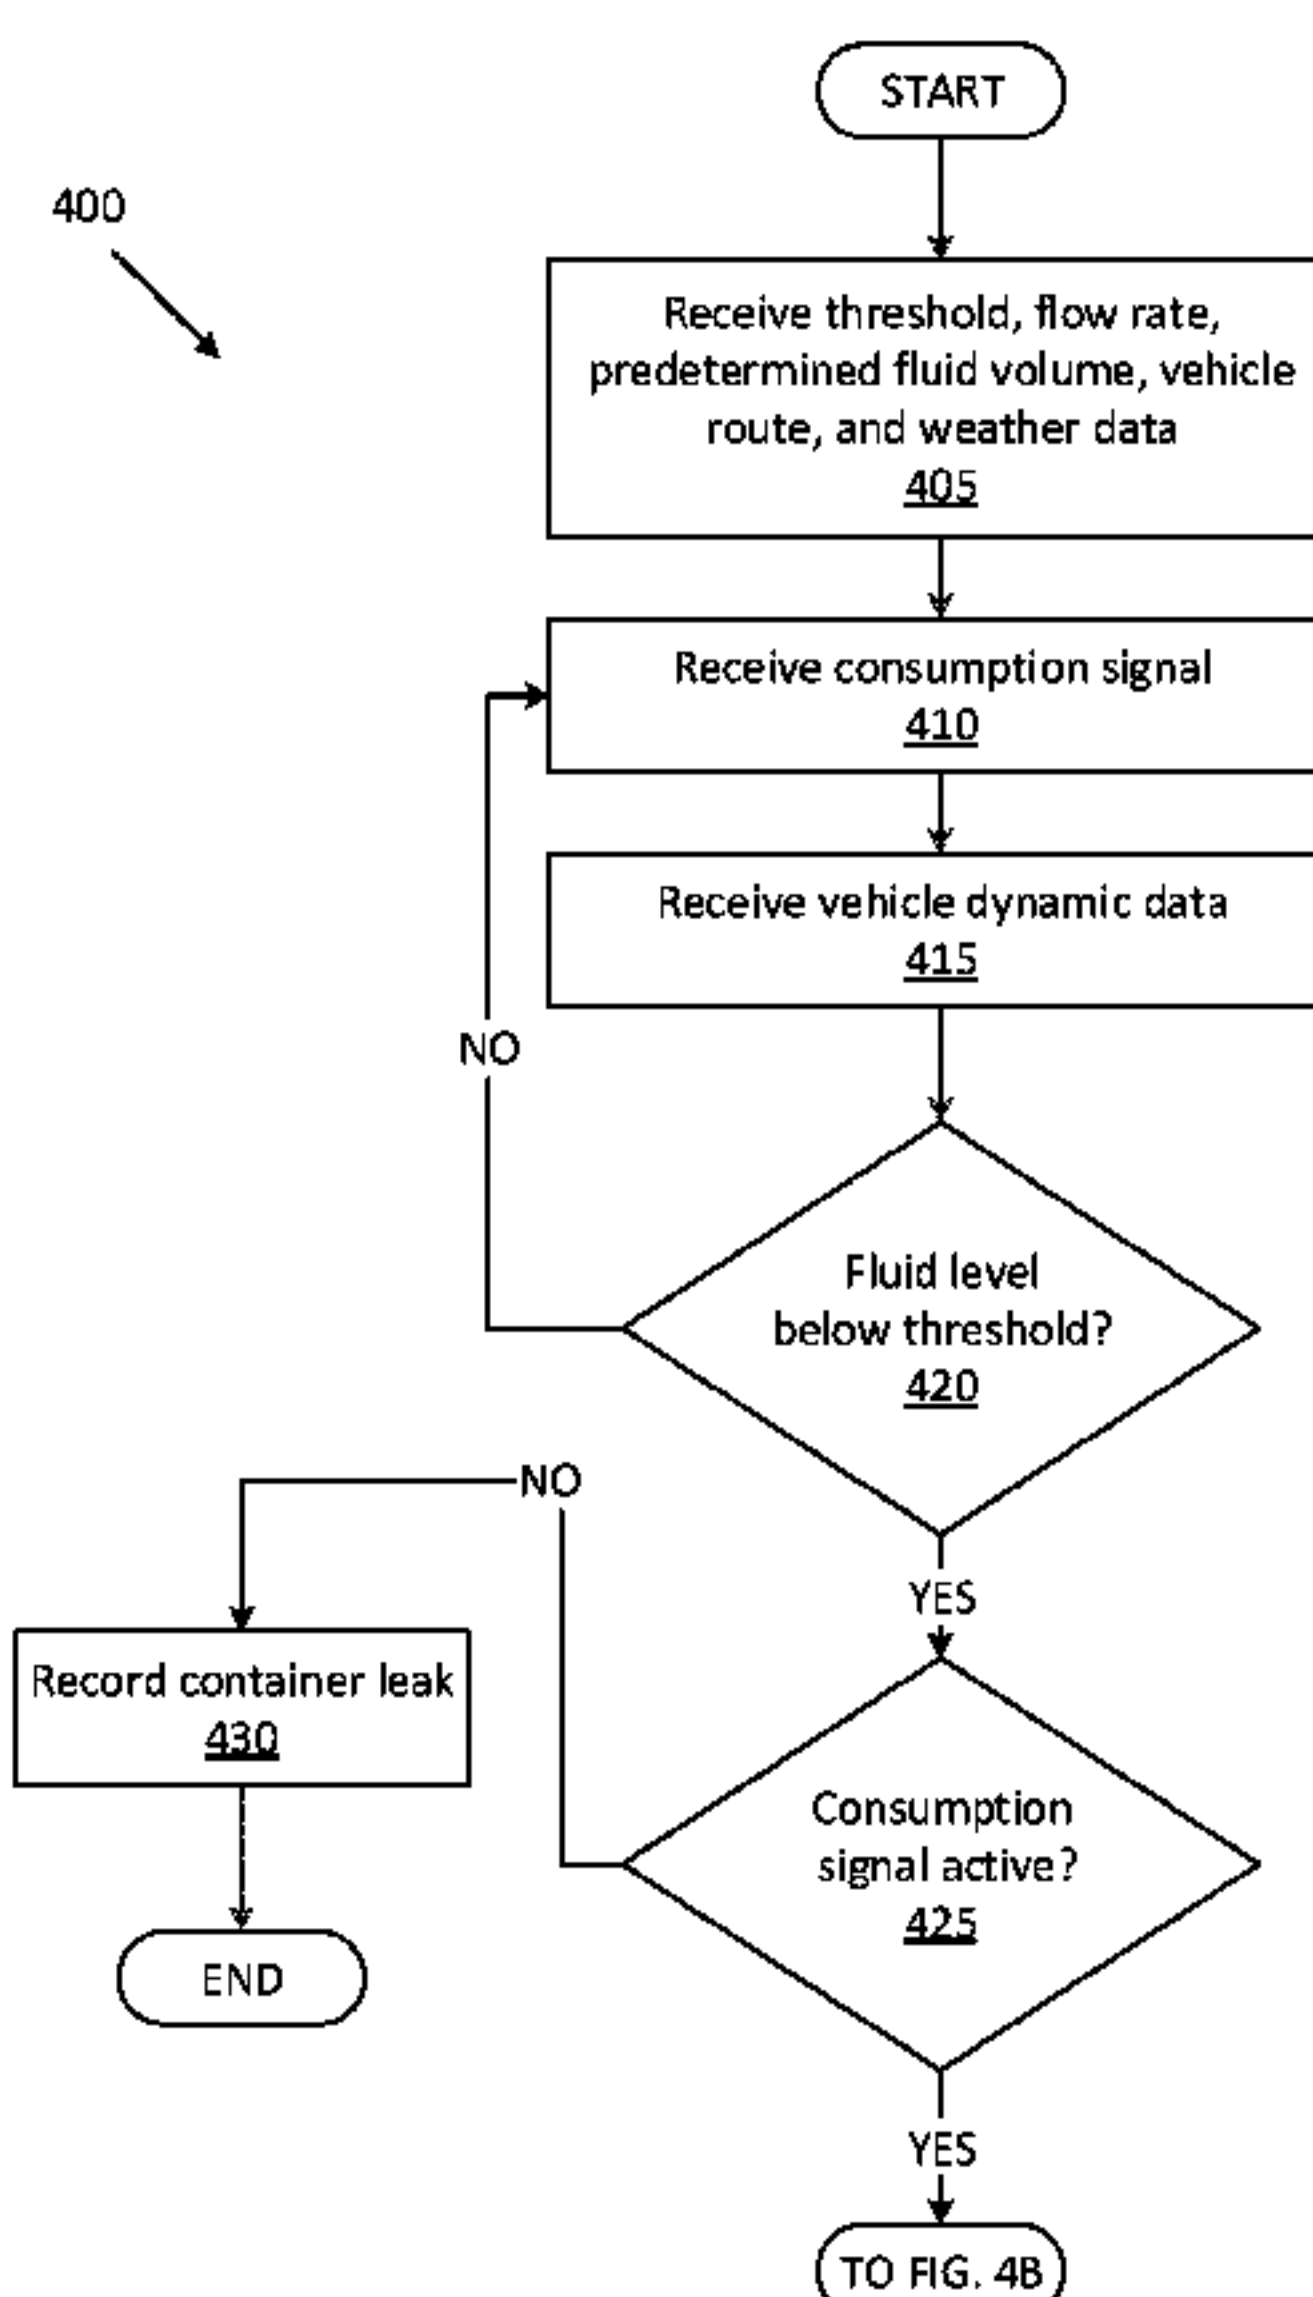 START
400
Receive threshold, flow rate,
predetermined fluid volume, vehicle
route, and weather data
405
Receive consumption signal
410
Receive vehicle dynamic data
415
NO
Fluid level
below threshold?
420
NO
YES
Record container leak
430
Consumption
signal active?
425
END
YES
TO FIG. 4B